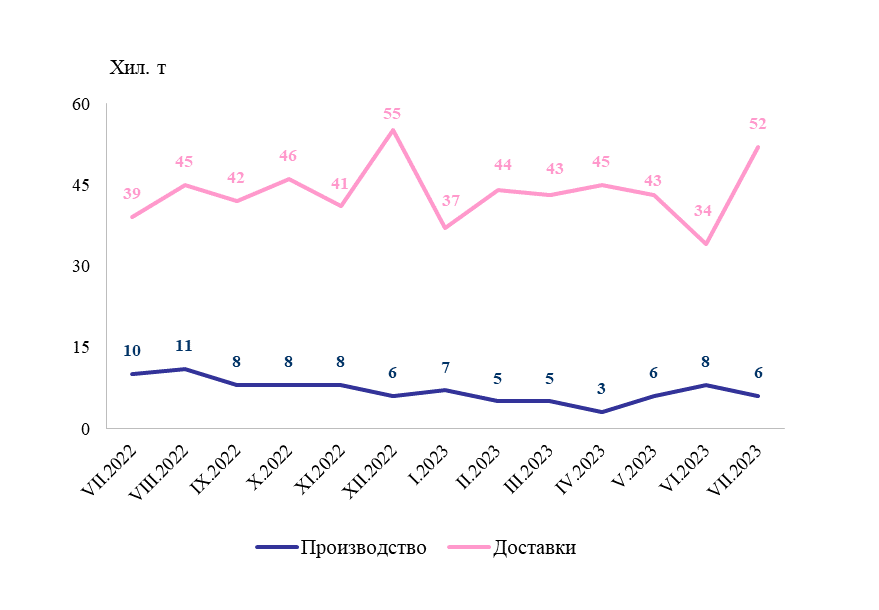 Хил. т
60
45
30
15
0
39 45 42 46 41 55 37 44 43 45 43 34 52
10 11 8 8 8 6 7 5 5 3 6 8 6
VII.2022 VIII.2022 IX.2022 X.2022 XI.2022 XII.2022 I.2023 II.2023 III.2023 IV.2023 V.2023 VI.2023 VII.2023
Производство Доставки